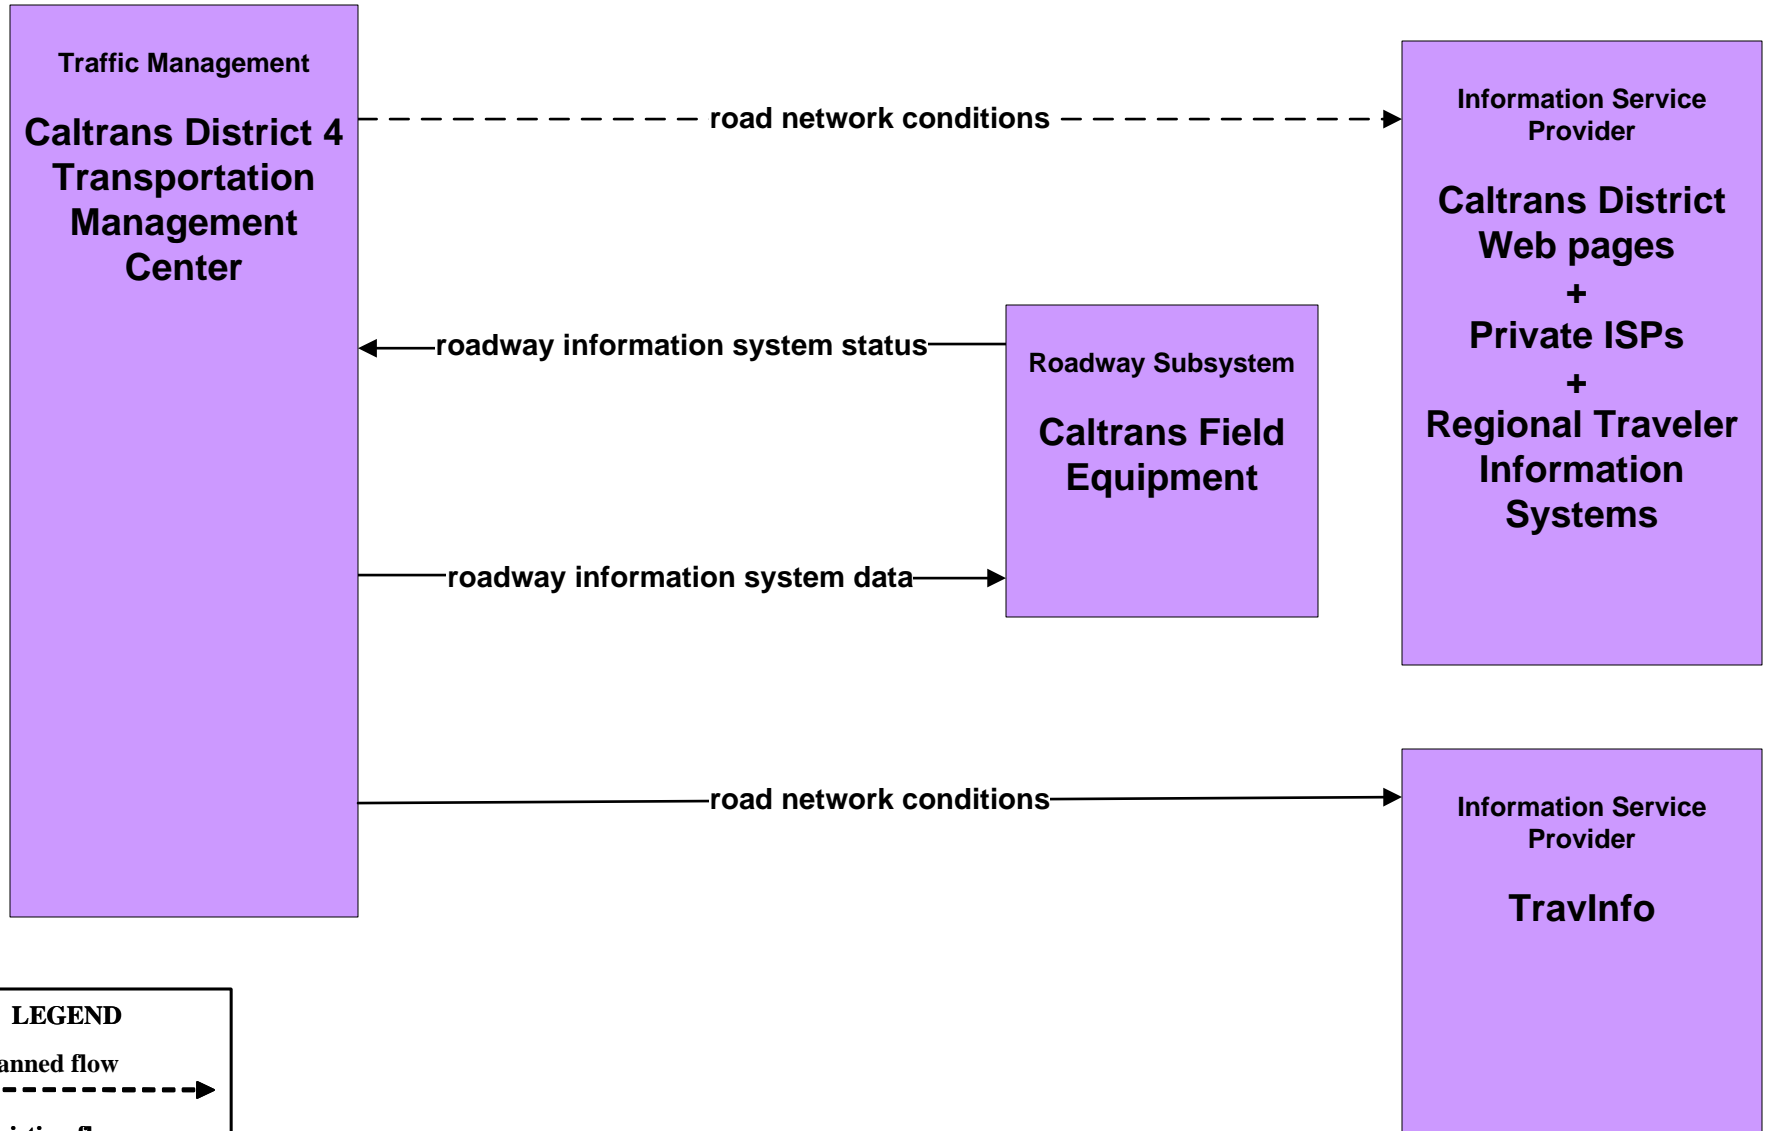 Traffic Management
Caltrans District 4
Transportation
Management
Center
road network conditions
Information Service
Provider
Caltrans District
Web pages
+
Private ISPs
+
Regional Traveler
Information
Systems
roadway information system status
Roadway Subsystem
Caltrans Field
Equipment
roadway information system data
road network conditions
Information Service
Provider
TravInfo
LEGEND
anned flow